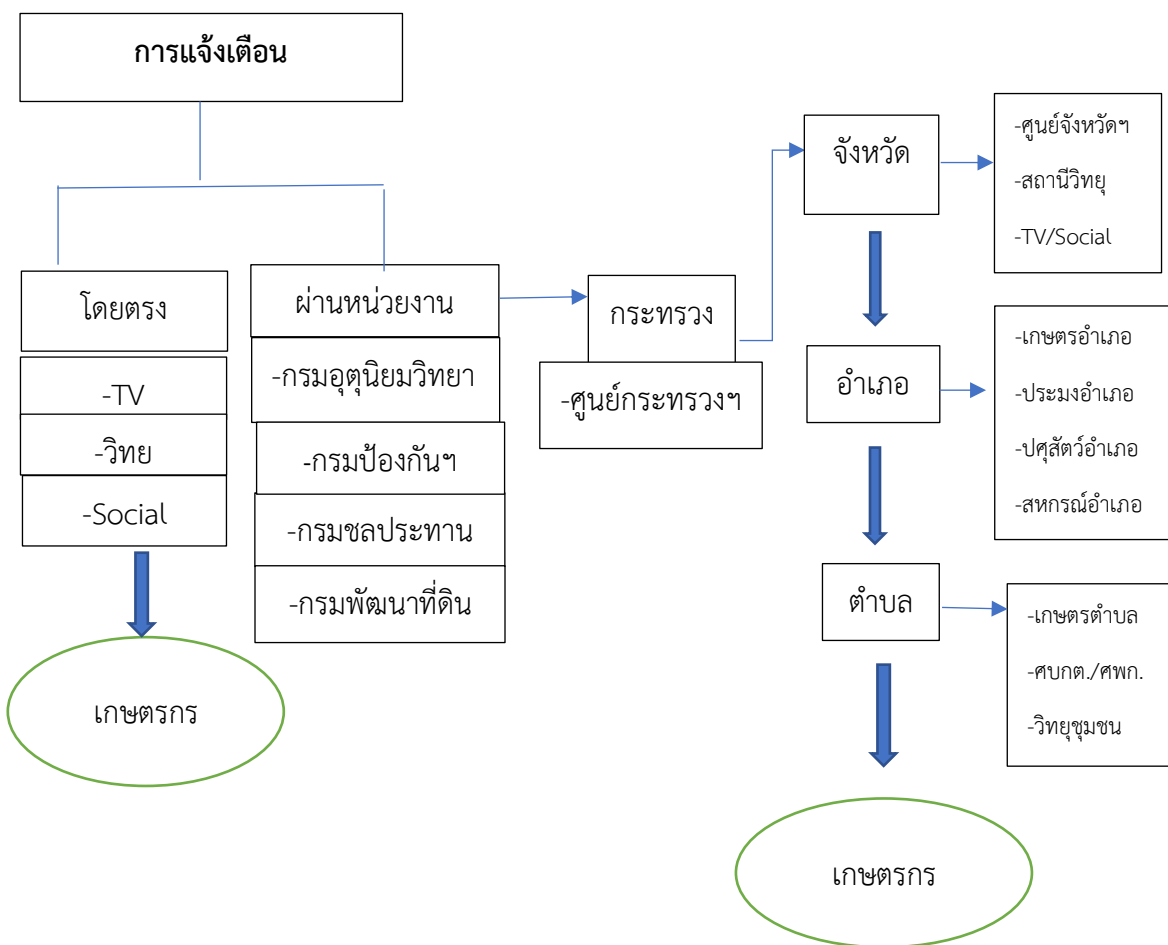 การแจ้งเตือน
โดยตรง
-TV
-วิทย
-Social
เกษตรกร
ผ่านหน่วยงาน
-กรมอุตุนิยมวิทยา
-กรมป้องกันฯ
-กรมชลประทาน
-กรมพัฒนาที่ดิน
กระทรวง
-ศูนย์กระทรวงฯ
จังหวัด
-ศูนย์จังหวัดฯ
-สถานีวิทยุ
-TV/Social
อำเภอ
-เกษตรอำเภอ
-ประมงอำเภอ
-ปศุสัตว์อำเภอ
-สหกรณ์อำเภอ
ตำบล
-เกษตรตำบล
-ศบกต./ศพก.
-วิทยุชุมชน
เกษตรกร